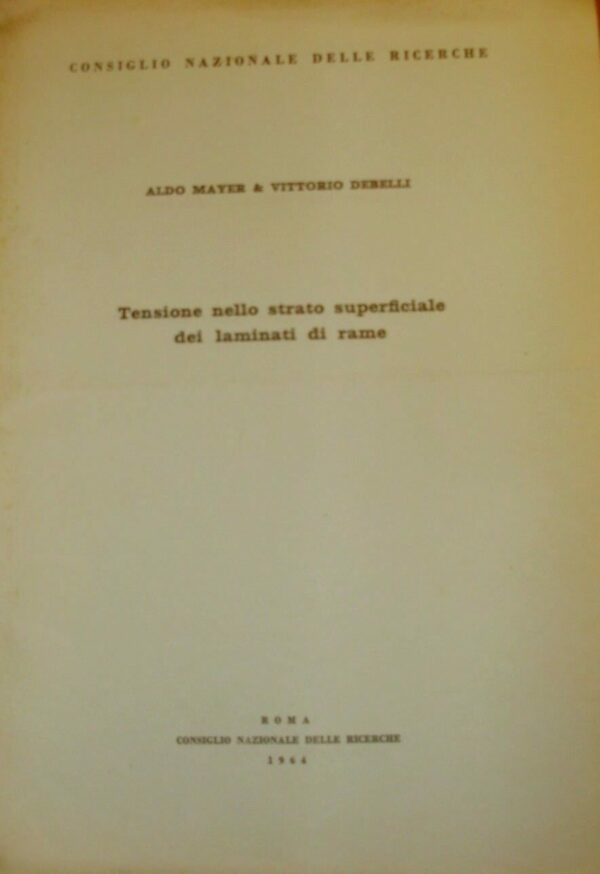 CONSIGLIO NAZIONALE DELLE RICERCHE
ALDO MAYER & VITTORIO DEBELLI
Tensione nello strato superficiale
dei laminati di rame
ROMA
CONSIGLIO NAZIONALE DELLE RICERCHE
1964